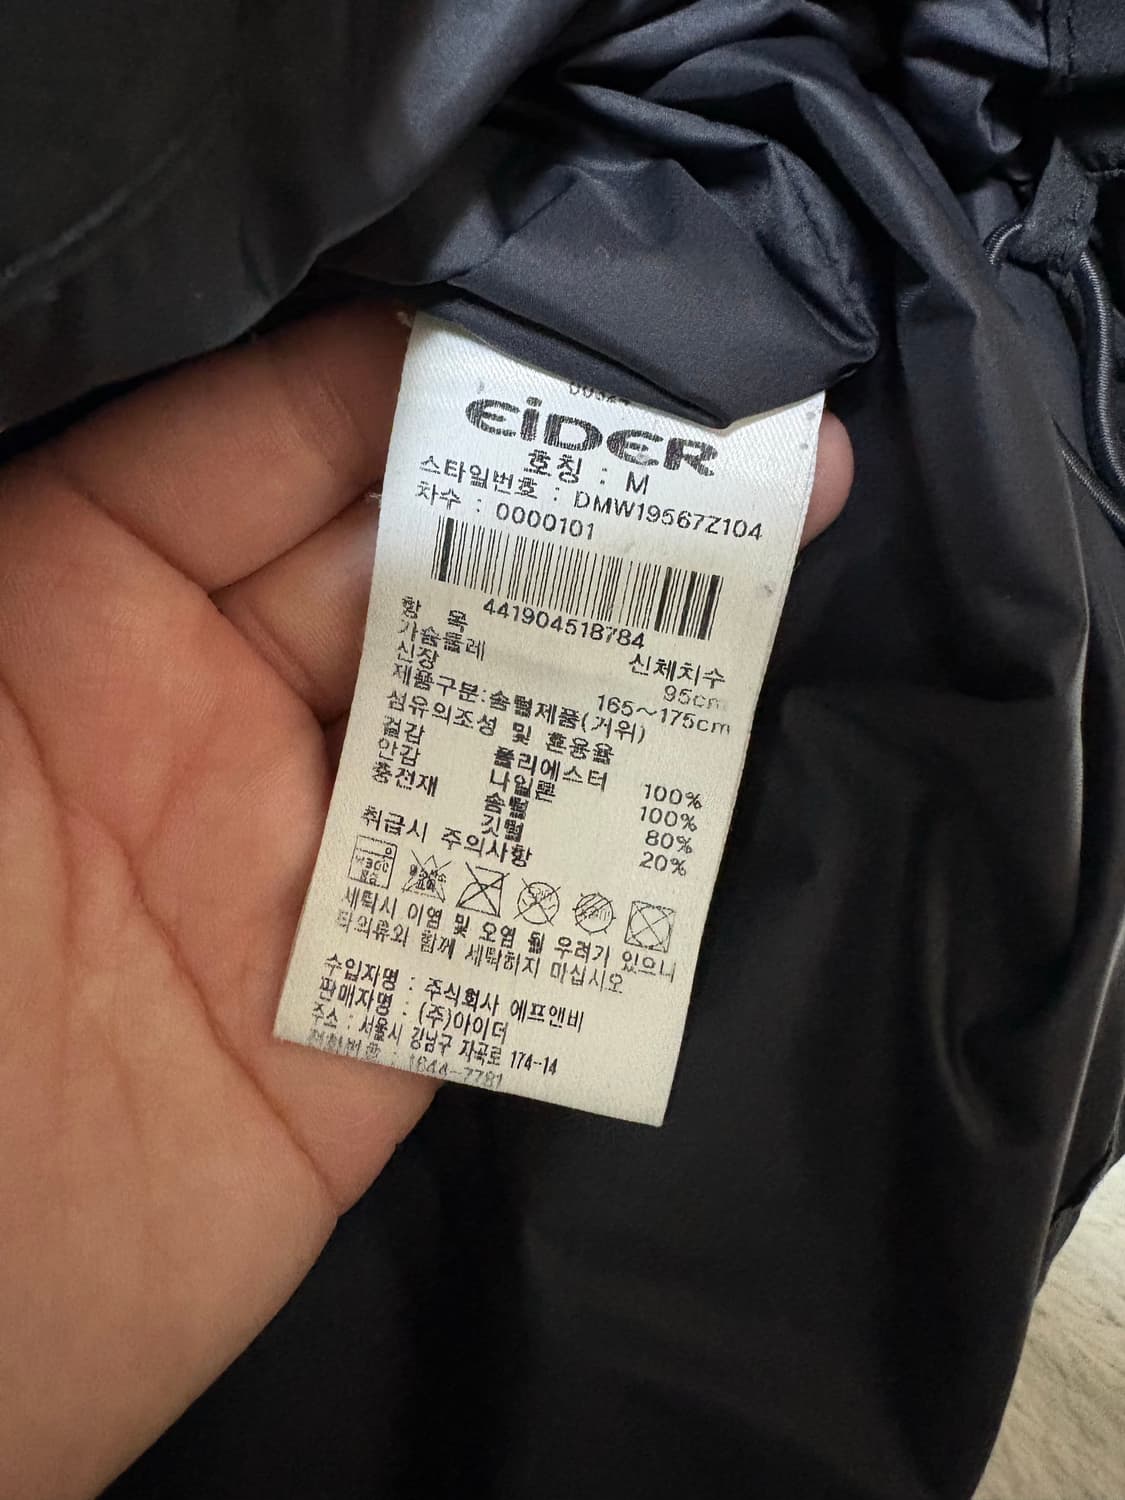 EiDER
호칭 : M
스타일번호 : DMW19567Z104
차수 : 0000101
441904518784
항 목 신체치수
가슴둘레 95cm
신장 165~175cm
제품구분:솜털제품(거위)
섬유의조성 및 혼용율
겉감 폴리에스터 100%
안감 나일론 100%
충전재 솜털 80%
깃털 20%
취급시 주의사항
세탁시 이염 및 오염 될 우려가 있으니
타의류와 함께 세탁하지 마십시오
수입자명 : 주식회사 에프앤비
판매자명 : (주)아이더
주소 : 서울시 강남구 자곡로 174-14
전화번호 : 1644-7781